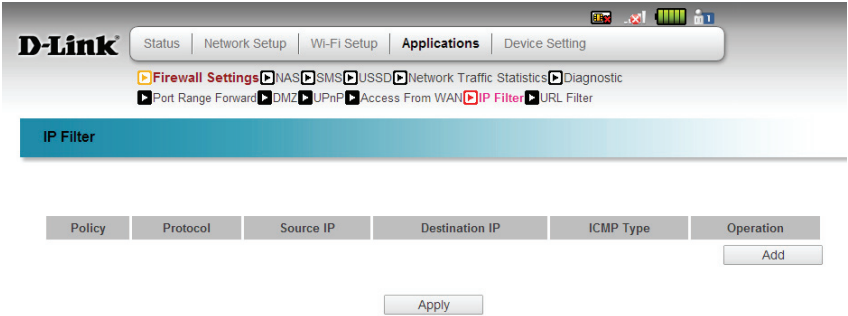 1
D-Link
Status Network Setup Wi-Fi Setup Applications Device Setting
Firewall Settings NAS SMS USSD Network Traffic Statistics Diagnostic
Port Range Forward DMZ UPnP Access From WAN IP Filter URL Filter
IP Filter
Policy Protocol Source IP Destination IP ICMP Type Operation
Add
Apply